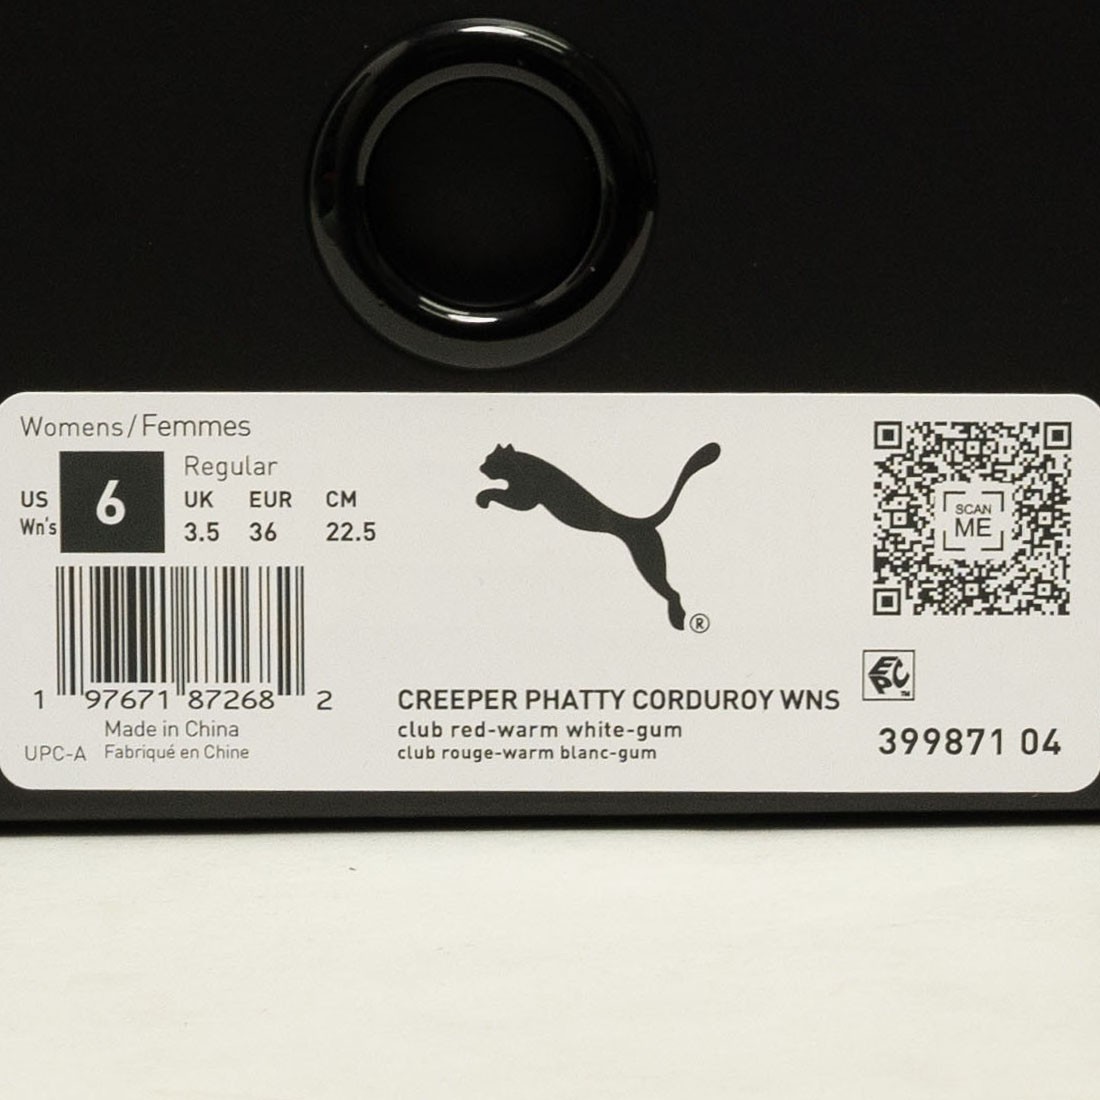 Womens/Femmes
US
Wn's
6
Regular
UK EUR CM
3.5 36 22.5
1 97671 87268 2
Made in China
UPC-A Fabriqué en Chine
®
CREEPER PHATTY CORDUROY WNS
club red-warm white-gum
club rouge-warm blanc-gum
SCAN
ME
EPC™
399871 04